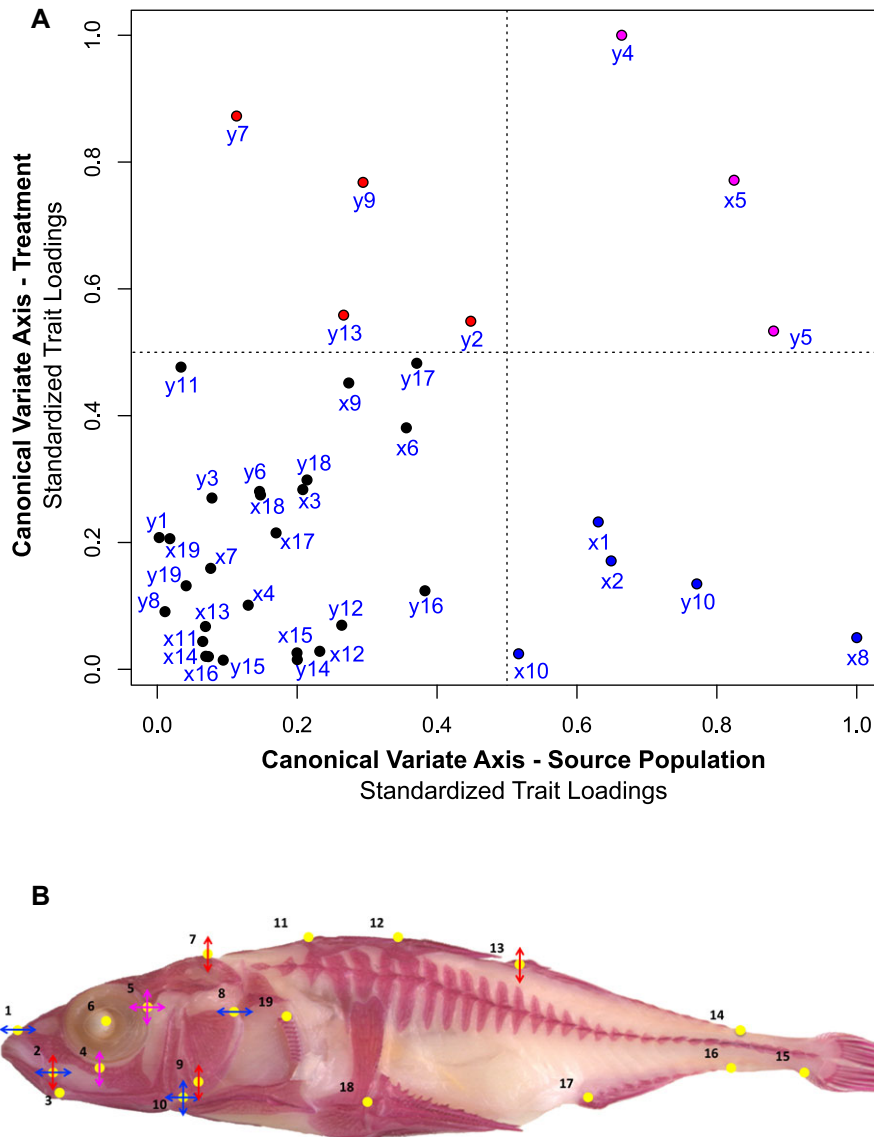 A
Canonical Variate Axis - Treatment
Standardized Trait Loadings
1.0
0.8
0.6
0.4
0.2
0.0
y4
y7
x5
y9
y13
y2
y5
y11
y17
x9
x6
y3
y6
y18
x18
x3
y1
x19
x17
x7
x1
x2
y19
y8
x13
x4
y12
y16
y10
x11
x15
x14
x12
x16
y15
y14
x10
x8
0.0 0.2 0.4 0.6 0.8 1.0
Canonical Variate Axis - Source Population
Standardized Trait Loadings
B
7 11 12 13
5 8 19
1 6 14
2 4 9 16 15
3 10 18 17